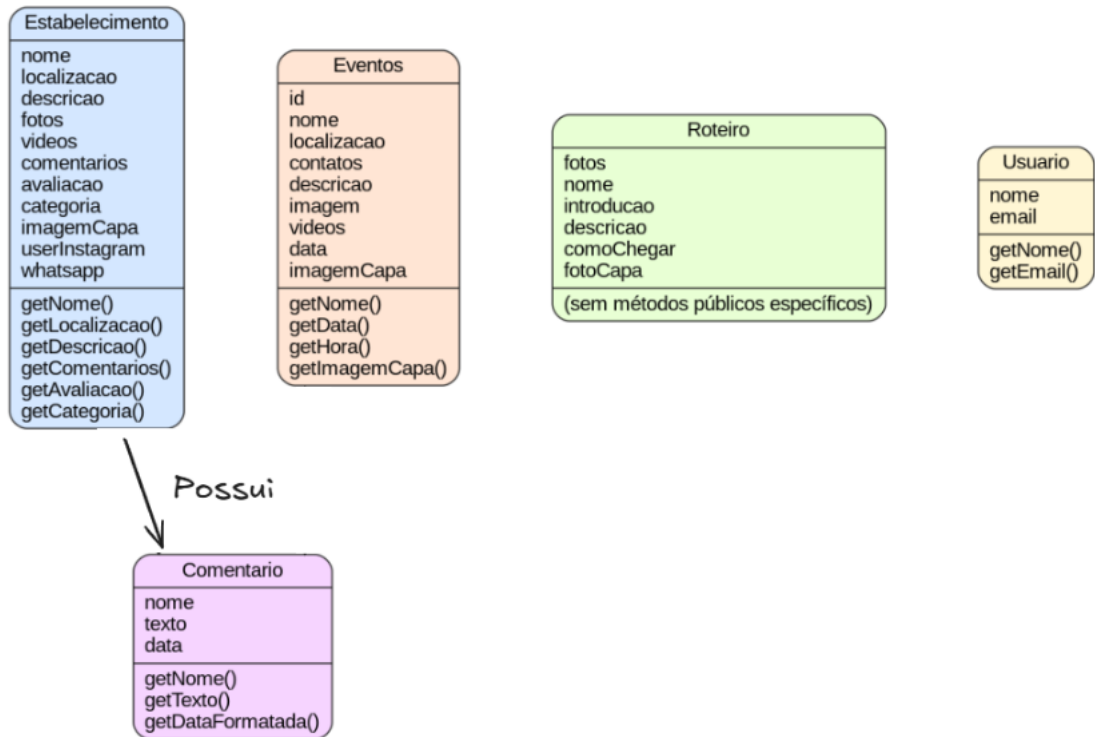 Estabelecimento
nome
localizacao
descricao
fotos
videos
comentarios
avaliacao
categoria
imagemCapa
userInstagram
whatsapp
getNome()
getLocalizacao()
getDescricao()
getComentarios()
getAvaliacao()
getCategoria()
Eventos
id
nome
localizacao
contatos
descricao
imagem
videos
data
imagemCapa
getNome()
getData()
getHora()
getImagemCapa()
Roteiro
fotos
nome
introducao
descricao
comoChegar
fotoCapa
(sem métodos públicos específicos)
Usuario
nome
email
getNome()
getEmail()
Possui
Comentario
nome
texto
data
getNome()
getTexto()
getDataFormatada()